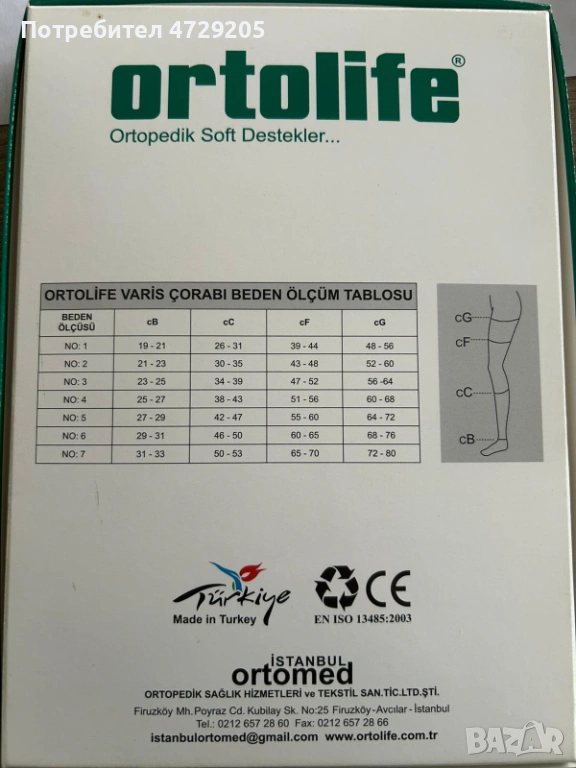 Потребител 4729205
ortolife®
Ortopedik Soft Destekler...
ORTOLİFE VARİS ÇORABI BEDEN ÖLÇÜM TABLOSU
BEDEN ÖLÇÜSÜ cB cC cF cG
NO: 1 19 - 21 26 - 31 39 - 44 48 - 56
NO: 2 21 - 23 30 - 35 43 - 48 52 - 60
NO: 3 23 - 25 34 - 39 47 - 52 56 -64
NO: 4 25 - 27 38 - 43 51 - 56 60 - 68
NO: 5 27 - 29 42 - 47 55 - 60 64 - 72
NO: 6 29 - 31 46 - 50 60 - 65 68 - 76
NO: 7 31 - 33 50 - 53 65 - 70 72 - 80
cG
cF
cC
cB
Türkiye
Made in Turkey
CE
EN ISO 13485:2003
İSTANBUL
ortomed
ORTOPEDİK SAĞLIK HİZMETLERİ ve TEKSTİL SAN.TİC.LTD.ŞTİ.
Firuzköy Mh. Poyraz Cd. Kubilay Sk. No:25 Firuzköy-Avcılar-İstanbul
Tel.: 0212 657 28 60 Fax: 0212 657 28 66
istanbulortomed@gmail.com www.ortolife.com.tr
BAZAR